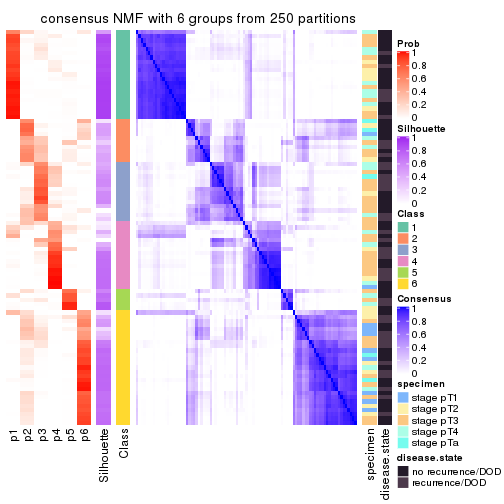 consensus NMF with 6 groups from 250 partitions
Prob
1
0.8
0.6
0.4
0.2
0
Silhouette
1
0.8
0.6
0.4
0.2
0
Class
1
2
3
4
5
6
Consensus
1
0.8
0.6
0.4
0.2
0
specimen
stage pT1
stage pT2
stage pT3
stage pT4
stage pTa
disease.state
no recurrence/DOD
recurrence/DOD
p1
p2
p3
p4
p5
p6
Silhouette
Class
specimen
disease.state